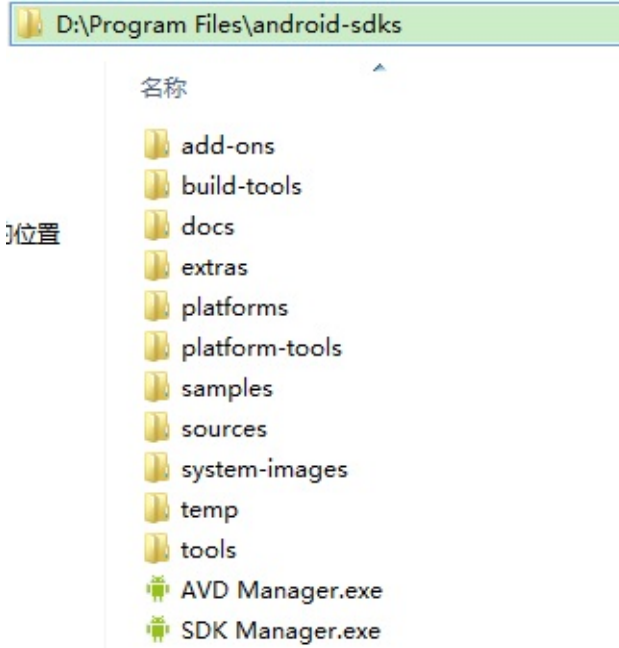 D:\Program Files\android-sdks
名称
add-ons
build-tools
docs
的位置
extras
platforms
platform-tools
samples
sources
system-images
temp
tools
AVD Manager.exe
SDK Manager.exe